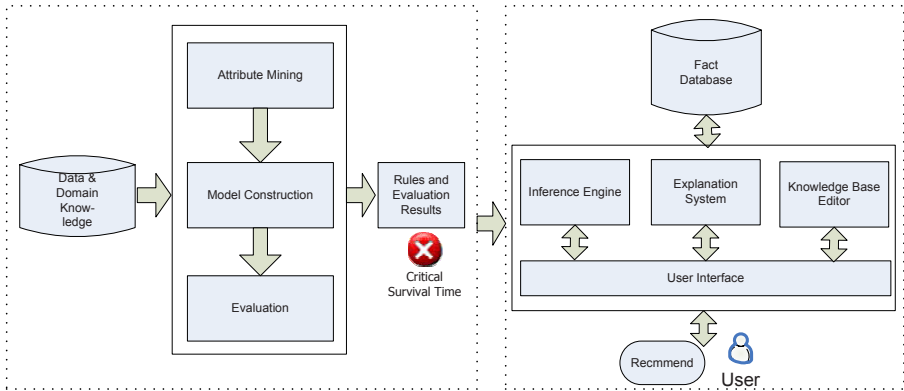 Attribute Mining
Data &
Domain
Know-
ledge
Model Construction
Evaluation
Rules and
Evaluation
Results
Critical
Survival Time
Fact
Database
Inference Engine
Explanation
System
Knowledge Base
Editor
User Interface
Recmmend
User